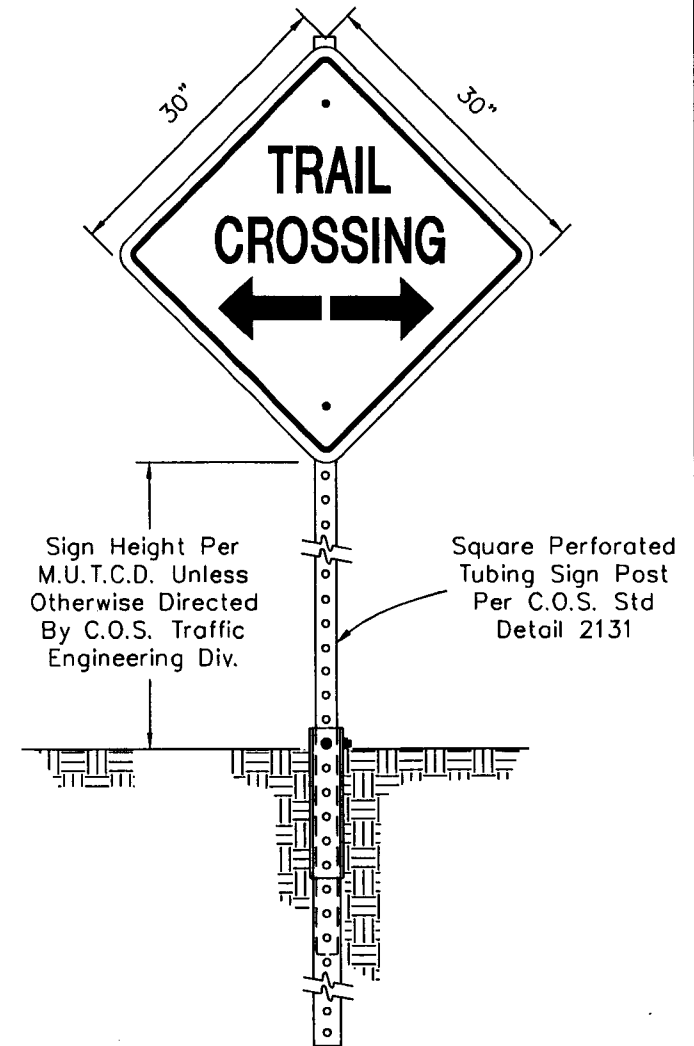 30"
30"
TRAIL
CROSSING
Sign Height Per
M.U.T.C.D. Unless
Otherwise Directed
By C.O.S. Traffic
Engineering Div.
Square Perforated
Tubing Sign Post
Per C.O.S. Std
Detail 2131